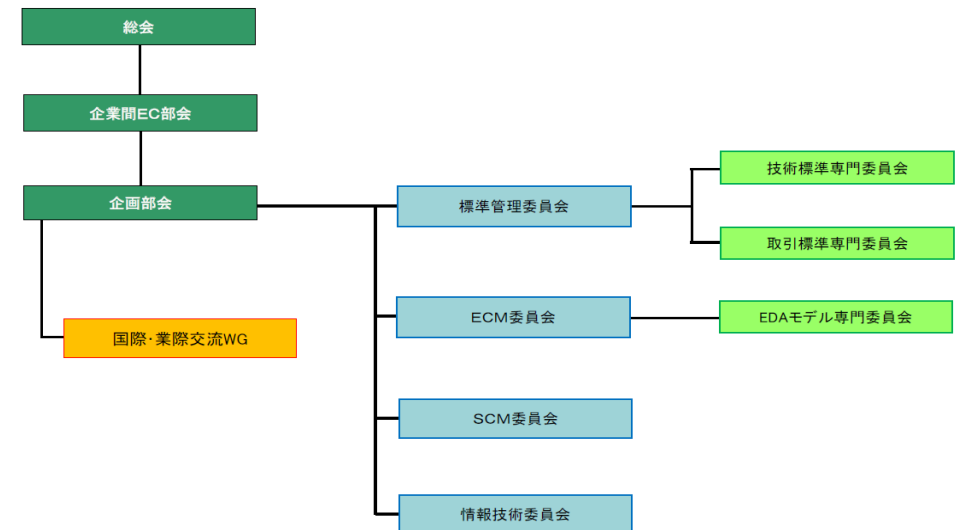 総会
企業間EC部会
企画部会
国際・業際交流WG
標準管理委員会
技術標準専門委員会
取引標準専門委員会
ECM委員会
EDAモデル専門委員会
SCM委員会
情報技術委員会